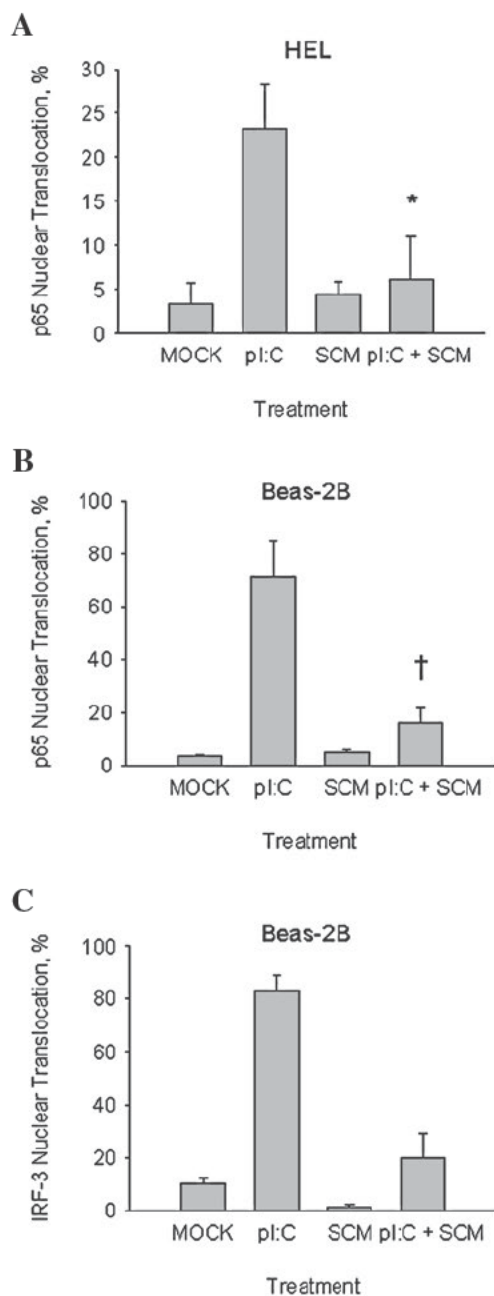 A
HEL
p65 Nuclear Translocation, %
30
25
20
15
10
5
0
*
MOCK pI:C SCM pI:C + SCM
Treatment
B
Beas-2B
p65 Nuclear Translocation, %
100
80
60
40
20
0
†
MOCK pI:C SCM pI:C + SCM
Treatment
C
Beas-2B
IRF-3 Nuclear Translocation, %
100
80
60
40
20
0
MOCK pI:C SCM pI:C + SCM
Treatment